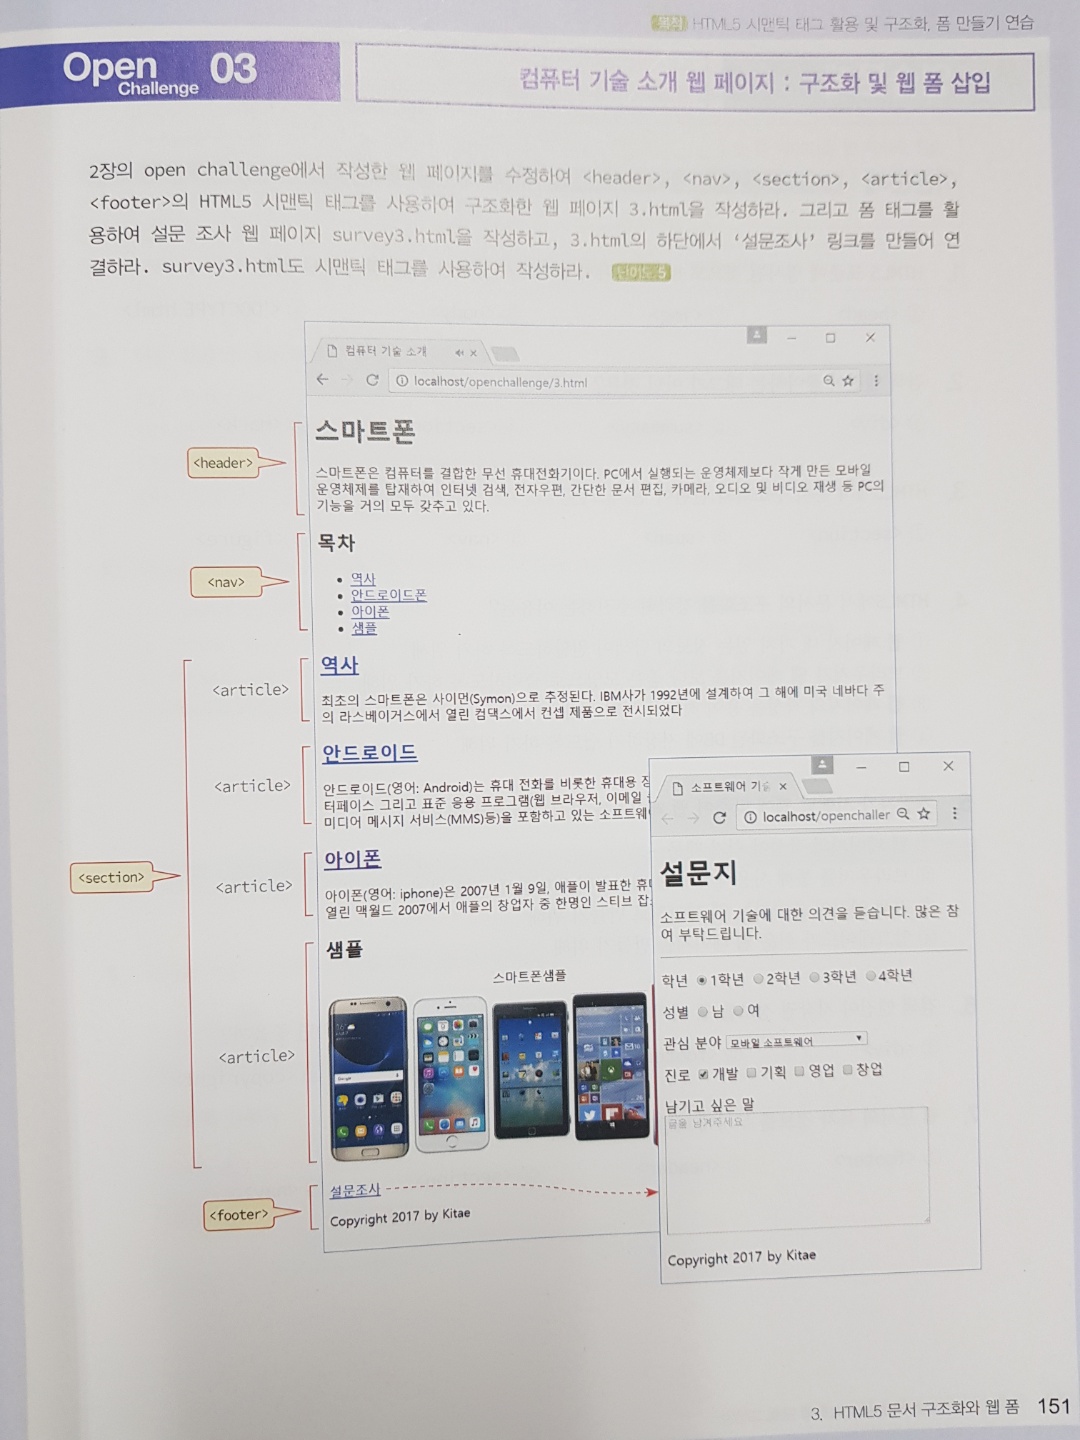 목적 HTML5 시맨틱 태그 활용 및 구조화, 폼 만들기 연습
Open Challenge 03
컴퓨터 기술 소개 웹 페이지 : 구조화 및 웹 폼 삽입
2장의 open challenge에서 작성한 웹 페이지를 수정하여 <header>, <nav>, <section>, <article>,
<footer>의 HTML5 시맨틱 태그를 사용하여 구조화한 웹 페이지 3.html을 작성하라. 그리고 폼 태그를 활
용하여 설문 조사 웹 페이지 survey3.html을 작성하고, 3.html의 하단에서 ‘설문조사’ 링크를 만들어 연
결하라. survey3.html도 시맨틱 태그를 사용하여 작성하라. 난이도 5
컴퓨터 기술 소개
localhost/openchallenge/3.html
<header>
스마트폰
스마트폰은 컴퓨터를 결합한 무선 휴대전화기이다. PC에서 실행되는 운영체제보다 작게 만든 모바일
운영체제를 탑재하여 인터넷 검색, 전자우편, 간단한 문서 편집, 카메라, 오디오 및 비디오 재생 등 PC의
기능을 거의 모두 갖추고 있다.
<nav>
목차
• 역사
• 안드로이드폰
• 아이폰
• 샘플
<section>
<article>
역사
최초의 스마트폰은 사이먼(Symon)으로 추정된다. IBM사가 1992년에 설계하여 그 해에 미국 네바다 주
의 라스베이거스에서 열린 컴댁스에서 컨셉 제품으로 전시되었다
<article>
안드로이드
안드로이드(영어: Android)는 휴대 전화를 비롯한 휴대용
터페이스 그리고 표준 응용 프로그램(웹 브라우저, 이메일
미디어 메시지 서비스(MMS)등)을 포함하고 있는 소프트웨
<article>
아이폰
아이폰(영어: iphone)은 2007년 1월 9일, 애플이 발표한 휴
열린 맥월드 2007에서 애플의 창업자 중 한명인 스티브 잡
<article>
샘플
스마트폰샘플
<footer>
설문조사
Copyright 2017 by Kitae
소프트웨어 기술
localhost/openchaller
설문지
소프트웨어 기술에 대한 의견을 듣습니다. 많은 참
여 부탁드립니다.
학년 1학년 2학년 3학년 4학년
성별 남 여
관심 분야 모바일 소프트웨어
진로 개발 기획 영업 창업
남기고 싶은 말
글을 남겨주세요
Copyright 2017 by Kitae
3. HTML5 문서 구조화와 웹 폼 151